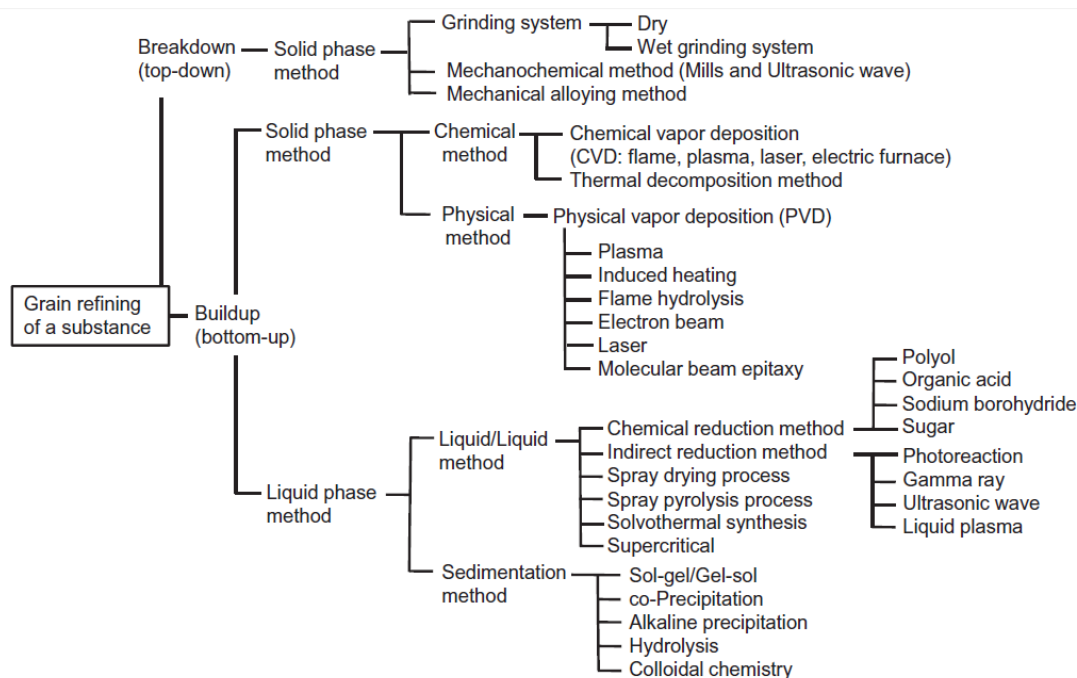 Grinding system
Dry
Wet grinding system
Breakdown
(top-down)
Solid phase
method
Mechanochemical method (Mills and Ultrasonic wave)
Mechanical alloying method
Solid phase
method
Chemical
method
Chemical vapor deposition
(CVD: flame, plasma, laser, electric furnace)
Thermal decomposition method
Physical
method
Physical vapor deposition (PVD)
Plasma
Induced heating
Flame hydrolysis
Electron beam
Laser
Molecular beam epitaxy
Grain refining
of a substance
Buildup
(bottom-up)
Liquid phase
method
Liquid/Liquid
method
Chemical reduction method
Polyol
Organic acid
Sodium borohydride
Sugar
Indirect reduction method
Photoreaction
Gamma ray
Ultrasonic wave
Liquid plasma
Spray drying process
Spray pyrolysis process
Solvothermal synthesis
Supercritical
Sedimentation
method
Sol-gel/Gel-sol
co-Precipitation
Alkaline precipitation
Hydrolysis
Colloidal chemistry